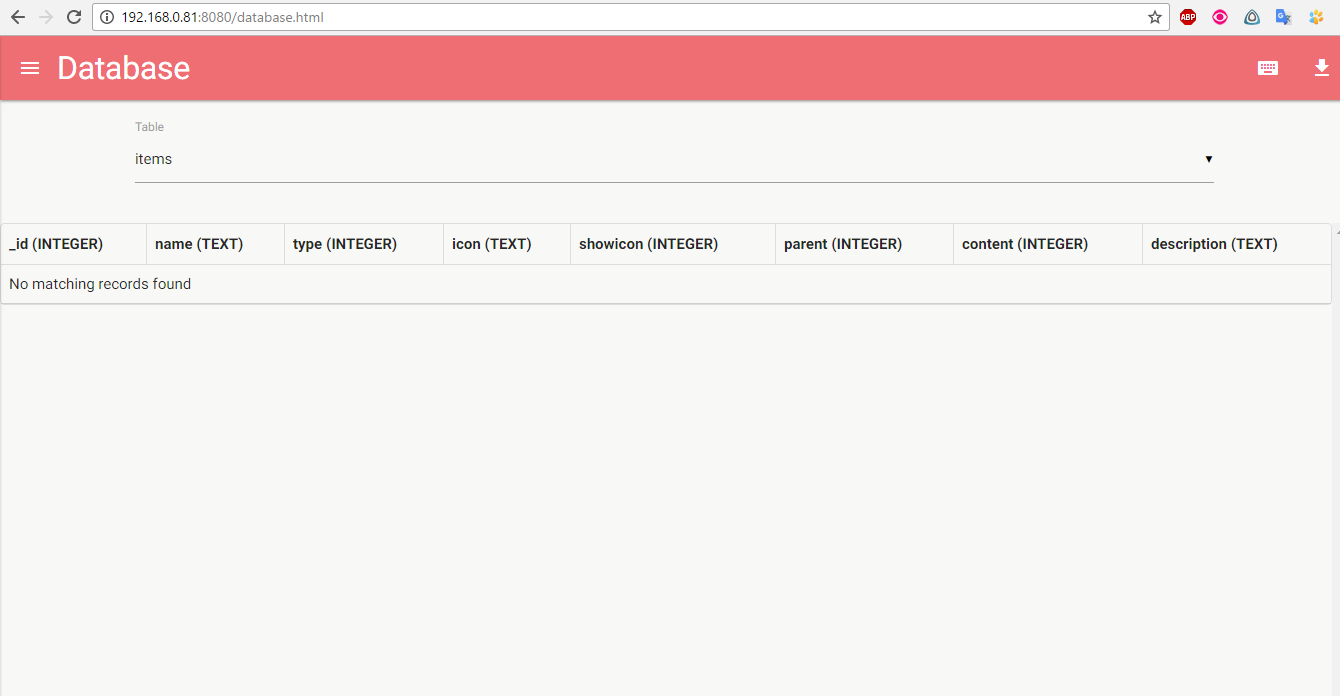 192.168.0.81:8080/database.html
ABP
Database
Table
items
_id (INTEGER) name (TEXT) type (INTEGER) icon (TEXT) showicon (INTEGER) parent (INTEGER) content (INTEGER) description (TEXT)
No matching records found